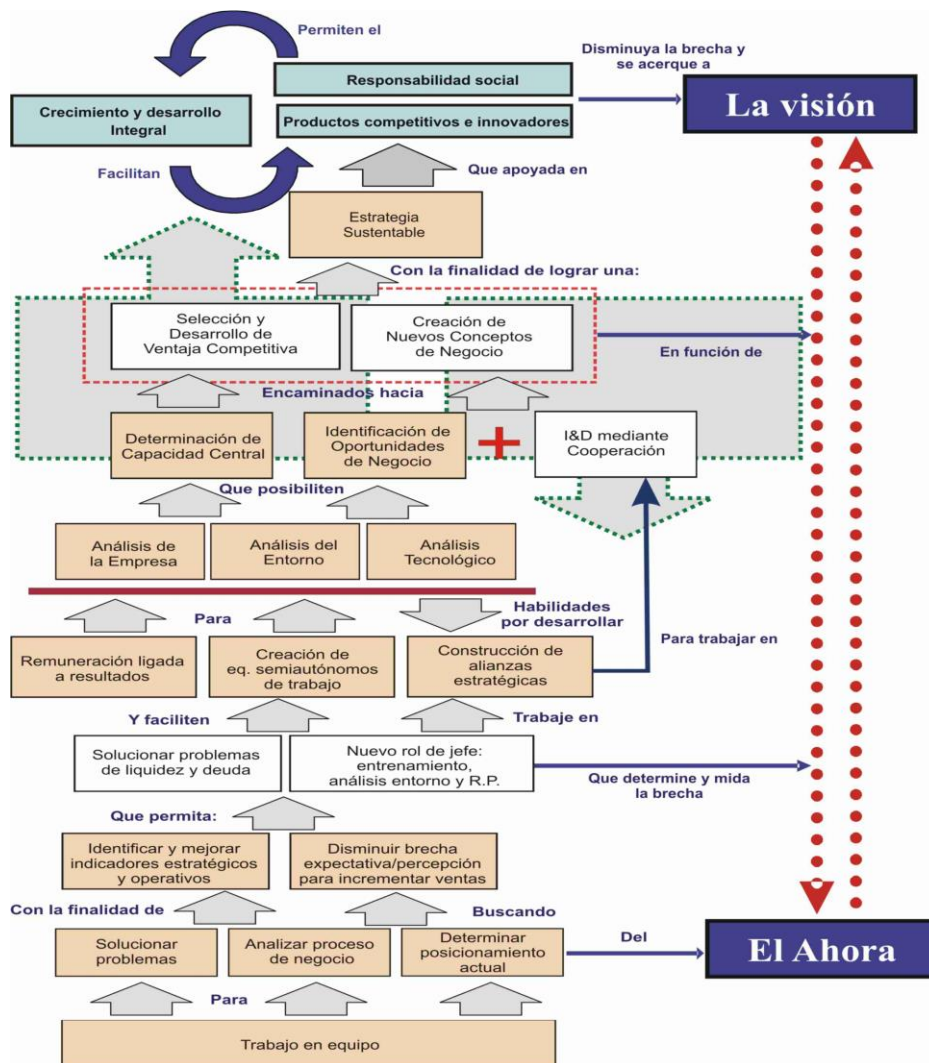 Permiten el
Disminuya la brecha y
se acerque a
Responsabilidad social
La visión
Crecimiento y desarrollo
Integral
Productos competitivos e innovadores
Facilitan
Que apoyada en
Estrategia
Sustentable
Con la finalidad de lograr una:
Selección y
Desarrollo de
Ventaja Competitiva
Creación de
Nuevos Conceptos
de Negocio
En función de
Encaminados hacia
Determinación de
Capacidad Central
Identificación de
Oportunidades
de Negocio
+
I&D mediante
Cooperación
Que posibiliten
Análisis de
la Empresa
Análisis del
Entorno
Análisis
Tecnológico
Para
Habilidades
por desarrollar
Remuneración ligada
a resultados
Creación de
eq. semiautónomos
de trabajo
Construcción de
alianzas
estratégicas
Para trabajar en
Y faciliten
Trabaje en
Solucionar problemas
de liquidez y deuda
Nuevo rol de jefe:
entrenamiento,
análisis entorno y R.P.
Que determine y mida
la brecha
Que permita:
Identificar y mejorar
indicadores estratégicos
y operativos
Disminuir brecha
expectativa/percepción
para incrementar ventas
Con la finalidad de
Buscando
Solucionar
problemas
Analizar proceso
de negocio
Determinar
posicionamiento
actual
Del
El Ahora
Para
Trabajo en equipo